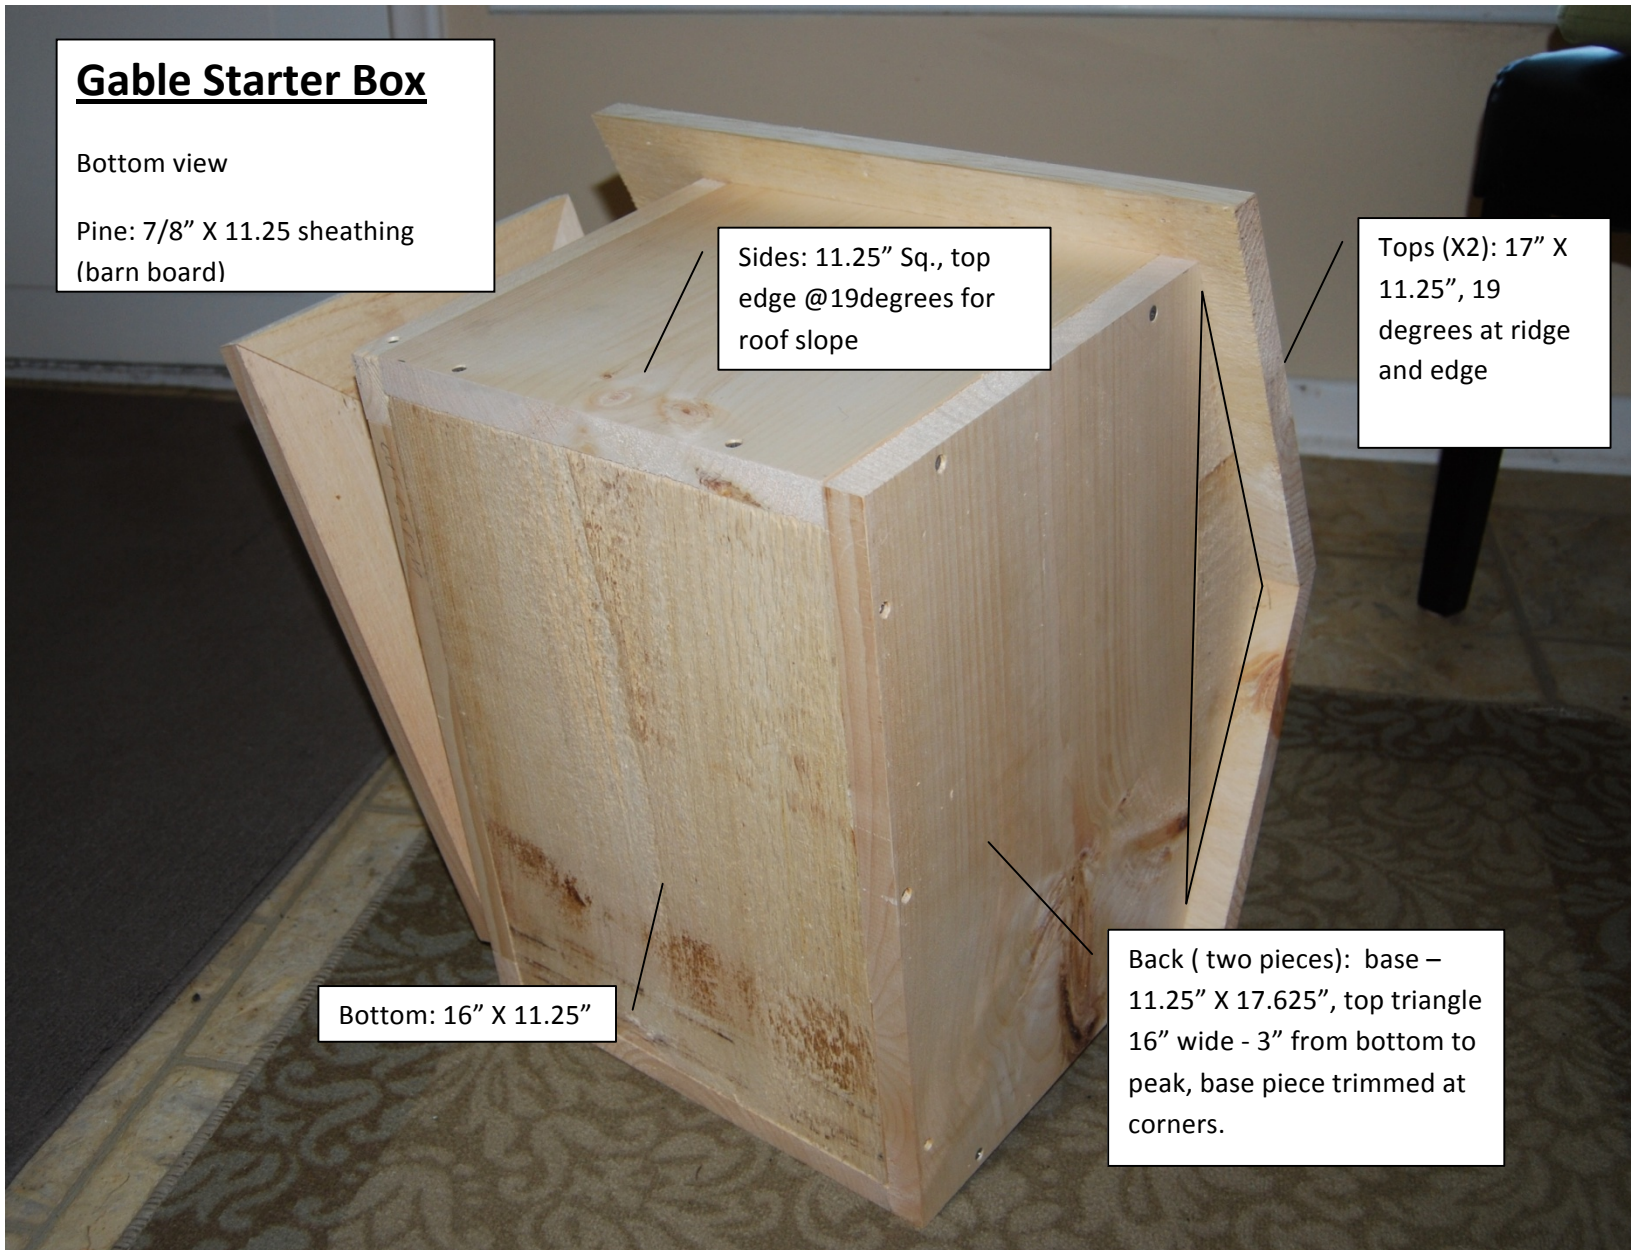 Gable Starter Box
Bottom view
Pine: 7/8” X 11.25 sheathing
(barn board)
Sides: 11.25” Sq., top
edge @19degrees for
roof slope
Tops (X2): 17” X
11.25”, 19
degrees at ridge
and edge
Bottom: 16” X 11.25”
Back ( two pieces):  base –
11.25” X 17.625”, top triangle
16” wide - 3” from bottom to
peak, base piece trimmed at
corners.